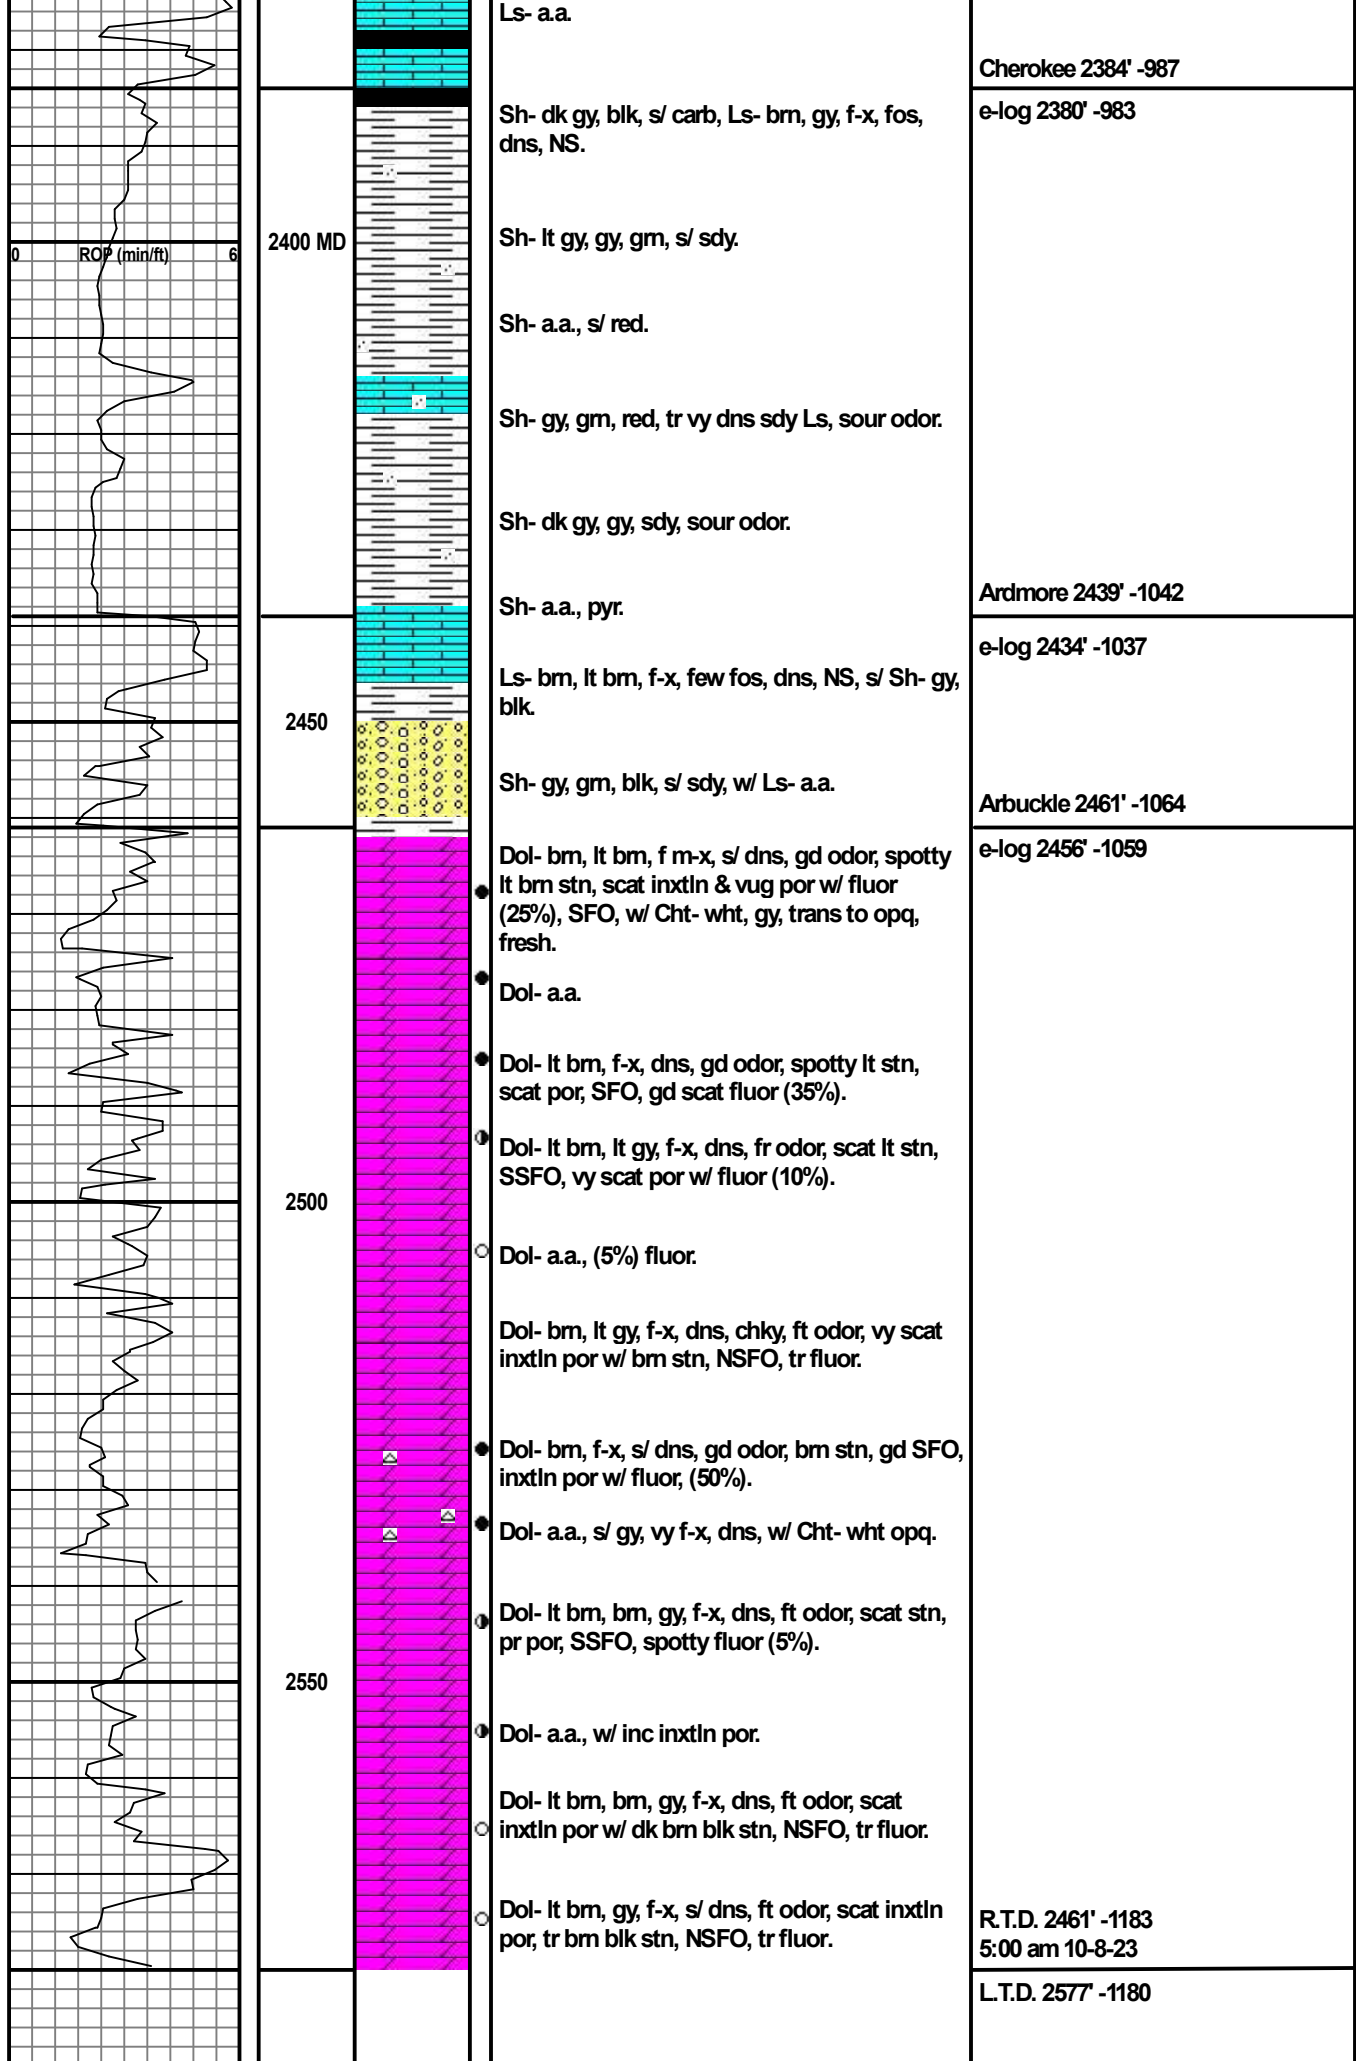 Ls- a.a.
Cherokee 2384' -987
Sh- dk gy, blk, s/ carb, Ls- brn, gy, f-x, fos,
dns, NS.
e-log 2380' -983
2400 MD
Sh- lt gy, gy, grn, s/ sdy.
0 ROP (min/ft) 6
Sh- a.a., s/ red.
Sh- gy, grn, red, tr vy dns sdy Ls, sour odor.
Sh- dk gy, gy, sdy, sour odor.
Ardmore 2439' -1042
Sh- a.a., pyr.
e-log 2434' -1037
Ls- brn, lt brn, f-x, few fos, dns, NS, s/ Sh- gy,
blk.
2450
Sh- gy, grn, blk, s/ sdy, w/ Ls- a.a.
Arbuckle 2461' -1064
e-log 2456' -1059
Dol- brn, lt brn, f m-x, s/ dns, gd odor, spotty
lt brn stn, scat inxtln & vug por w/ fluor
(25%), SFO, w/ Cht- wht, gy, trans to opq,
fresh.
Dol- a.a.
Dol- lt brn, f-x, dns, gd odor, spotty lt stn,
scat por, SFO, gd scat fluor (35%).
Dol- lt brn, lt gy, f-x, dns, fr odor, scat lt stn,
SSFO, vy scat por w/ fluor (10%).
2500
Dol- a.a., (5%) fluor.
Dol- brn, lt gy, f-x, dns, chky, ft odor, vy scat
inxtln por w/ brn stn, NSFO, tr fluor.
Dol- brn, f-x, s/ dns, gd odor, brn stn, gd SFO,
inxtln por w/ fluor, (50%).
Dol- a.a., s/ gy, vy f-x, dns, w/ Cht- wht opq.
Dol- lt brn, brn, gy, f-x, dns, ft odor, scat stn,
pr por, SSFO, spotty fluor (5%).
2550
Dol- a.a., w/ inc inxtln por.
Dol- lt brn, brn, gy, f-x, dns, ft odor, scat
inxtln por w/ dk brn blk stn, NSFO, tr fluor.
Dol- lt brn, gy, f-x, s/ dns, ft odor, scat inxtln
por, tr brn blk stn, NSFO, tr fluor.
R.T.D. 2461' -1183
5:00 am 10-8-23
L.T.D. 2577' -1180